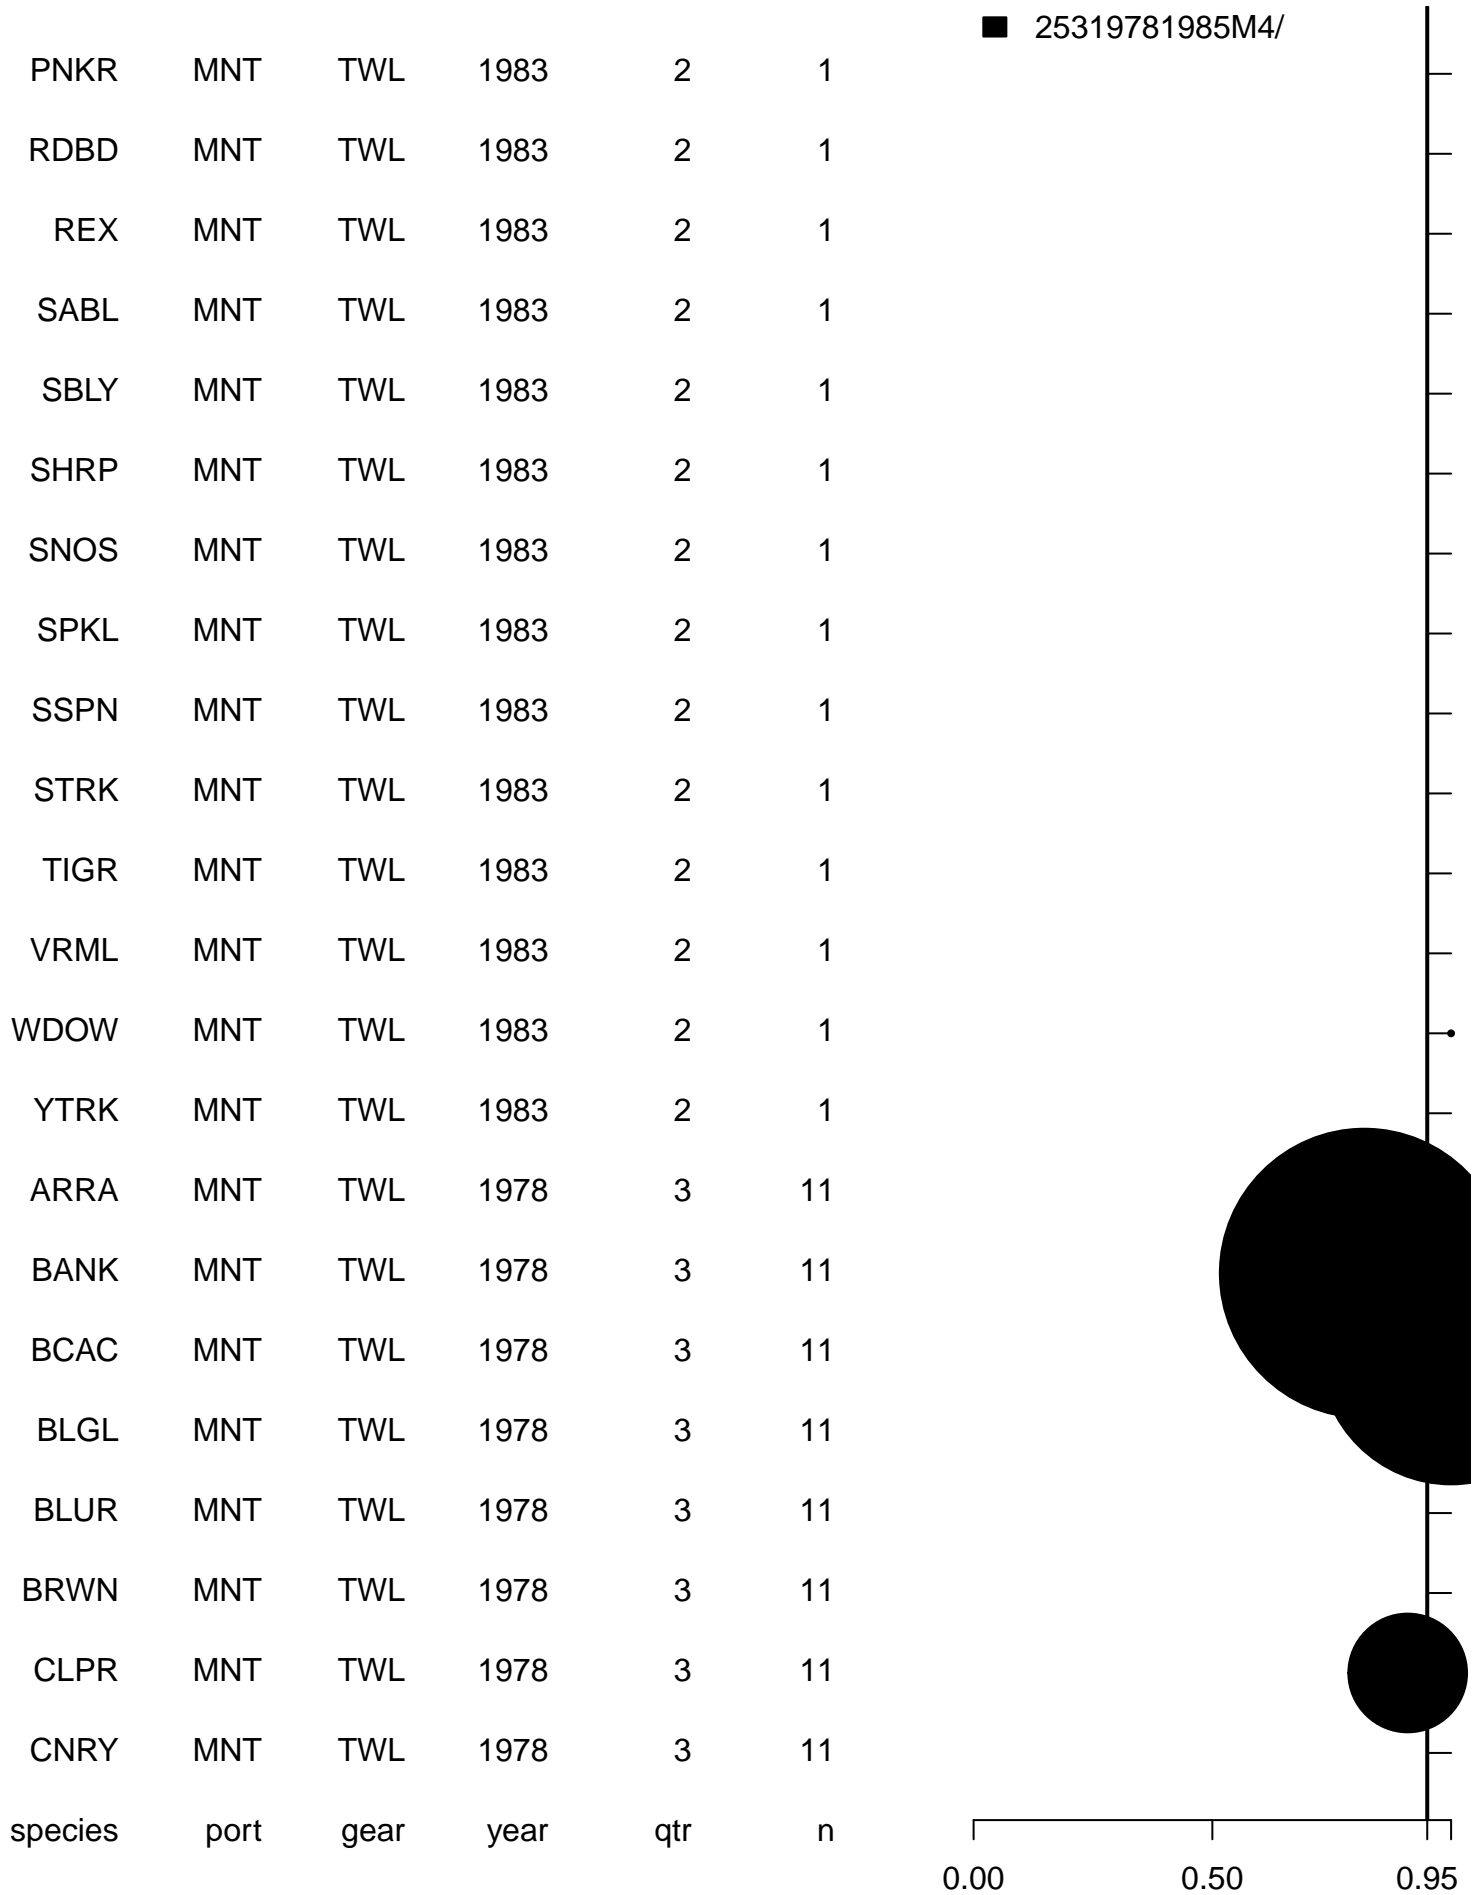 25319781985M4/
PNKR MNT TWL 1983 2 1
RDBD MNT TWL 1983 2 1
REX MNT TWL 1983 2 1
SABL MNT TWL 1983 2 1
SBLY MNT TWL 1983 2 1
SHRP MNT TWL 1983 2 1
SNOS MNT TWL 1983 2 1
SPKL MNT TWL 1983 2 1
SSPN MNT TWL 1983 2 1
STRK MNT TWL 1983 2 1
TIGR MNT TWL 1983 2 1
VRML MNT TWL 1983 2 1
WDOW MNT TWL 1983 2 1
YTRK MNT TWL 1983 2 1
ARRA MNT TWL 1978 3 11
BANK MNT TWL 1978 3 11
BCAC MNT TWL 1978 3 11
BLGL MNT TWL 1978 3 11
BLUR MNT TWL 1978 3 11
BRWN MNT TWL 1978 3 11
CLPR MNT TWL 1978 3 11
CNRY MNT TWL 1978 3 11
species port gear year qtr n
0.00 0.50 0.95